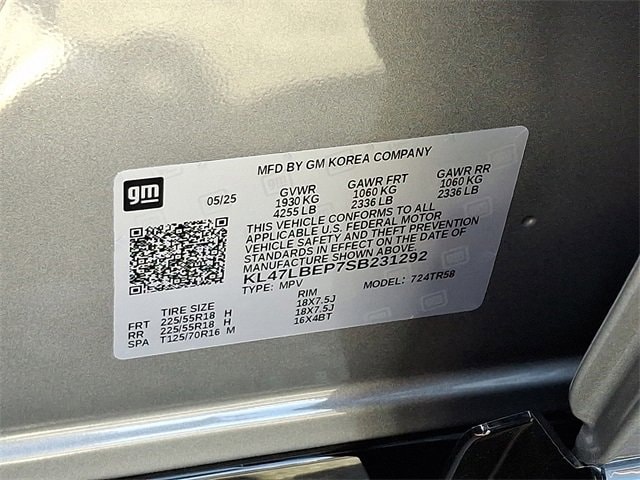 MFD BY GM KOREA COMPANY
gm
05/25
GVWR GAWR FRT GAWR RR
1930 KG 1060 KG 1060 KG
4255 LB 2336 LB 2336 LB
THIS VEHICLE CONFORMS TO ALL
APPLICABLE U.S. FEDERAL MOTOR
VEHICLE SAFETY AND THEFT PREVENTION
STANDARDS IN EFFECT ON THE DATE OF
MANUFACTURE SHOWN ABOVE.
KL47LBEP7SB231292
TYPE: MPV MODEL: 724TR58
TIRE SIZE RIM
FRT 225/55R18 H 18X7.5J
RR 225/55R18 H 18X7.5J
SPA T125/70R16 M 16X4BT